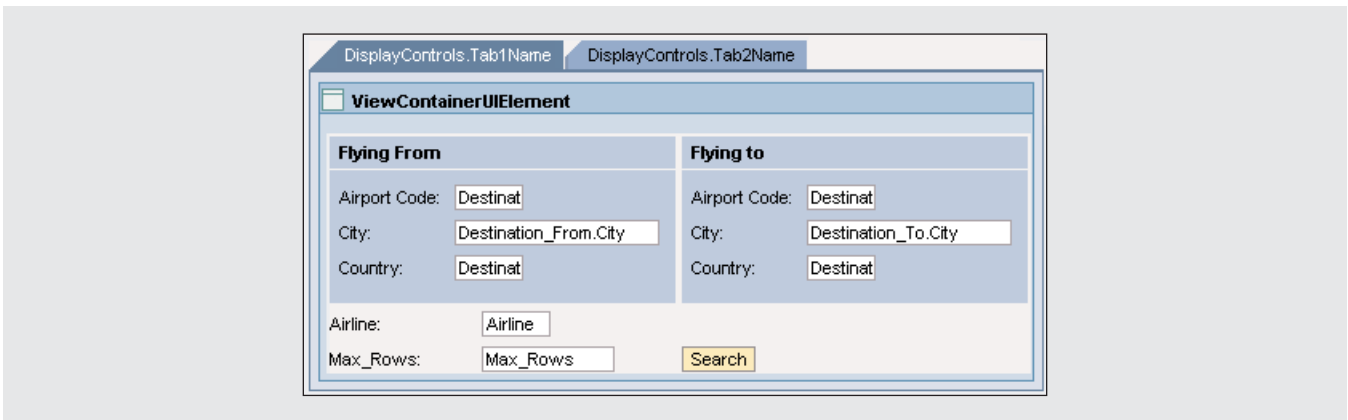 DisplayControls.Tab1Name DisplayControls.Tab2Name
ViewContainerUIElement
Flying From Flying to
Airport Code: Destinat Airport Code: Destinat
City: Destination_From.City City: Destination_To.City
Country: Destinat Country: Destinat
Airline: Airline
Max_Rows: Max_Rows Search